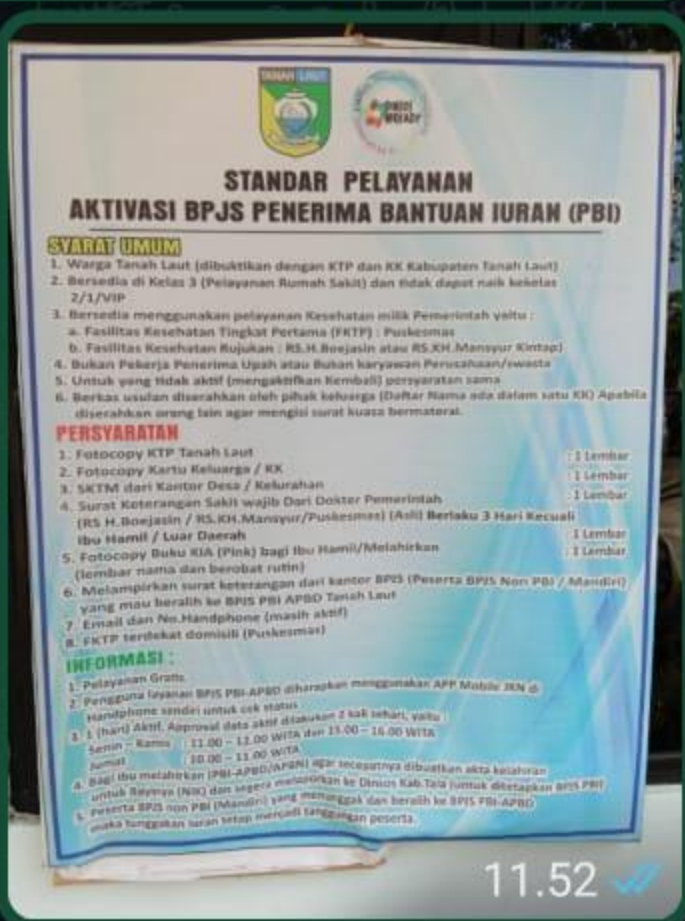 TANAH LAUT
DINSOS
MREADY
STANDAR PELAYANAN
AKTIVASI BPJS PENERIMA BANTUAN IURAN (PBI)
SYARAT UMUM
1. Warga Tanah Laut (dibuktikan dengan KTP dan KK Kabupaten Tanah Laut)
2. Bersedia di Kelas 3 (Pelayanan Rumah Sakit) dan tidak dapat naik kekelas
2/1/VIP
3. Bersedia menggunakan pelayanan Kesehatan milik Pemerintah yaitu :
a. Fasilitas Kesehatan Tingkat Pertama (FKTP) : Puskesmas
b. Fasilitas Kesehatan Rujukan : RS.H.Boejasin atau RS.KH.Mansyur Kintap)
4. Bukan Pekerja Penerima Upah atau Bukan karyawan Perusahaan/swasta
5. Untuk yang tidak aktif (mengaktifkan Kembali) persyaratan sama
6. Berkas usulan diserahkan oleh pihak keluarga (Daftar Nama ada dalam satu KK) Apabila
diserahkan orang lain agar mengisi surat kuasa bermaterai.
PERSYARATAN
1. Fotocopy KTP Tanah Laut : 1 Lembar
2. Fotocopy Kartu Keluarga / KK : 1 Lembar
3. SKTM dari Kantor Desa / Kelurahan : 1 Lembar
4. Surat Keterangan Sakit wajib Dari Dokter Pemerintah
(RS H.Boejasin / RS.KH.Mansyur/Puskesmas) (Asli) Berlaku 3 Hari Kecuali
Ibu Hamil / Luar Daerah : 1 Lembar
5. Fotocopy Buku KIA (Pink) bagi Ibu Hamil/Melahirkan : 1 Lembar
(lembar nama dan berobat rutin)
6. Melampirkan surat keterangan dari kantor BPJS (Peserta BPJS Non PBI / Mandiri)
yang mau beralih ke BPJS PBI APBD Tanah Laut
7. Email dan No.Handphone (masih aktif)
8. FKTP terdekat domisili (Puskesmas)
INFORMASI :
1. Pelayanan Gratis
2. Pengguna layanan BPJS PBI-APBD diharapkan menggunakan APP Mobile JKN di
Handphone sendiri untuk cek status
3. 1 (hari) Aktif. Approval data aktif dilakukan 2 kali sehari, yaitu :
Senin - Kamis : 11.00 - 12.00 WITA dan 15.00 - 16.00 WITA
Jumat : 10.00 - 11.00 WITA
4. Bagi ibu melahirkan (PBI-APBD/APBN) agar secepatnya dibuatkan akta kelahiran
untuk Bayinya (NIK) dan segera melaporkan ke Dinsos Kab.Tala (untuk ditetapkan BPJS PBI)
5. Peserta BPJS non PBI (Mandiri) yang menunggak dan beralih ke BPJS PBI-APBD
maka tunggakan iuran tetap menjadi tanggungan peserta.
11.52